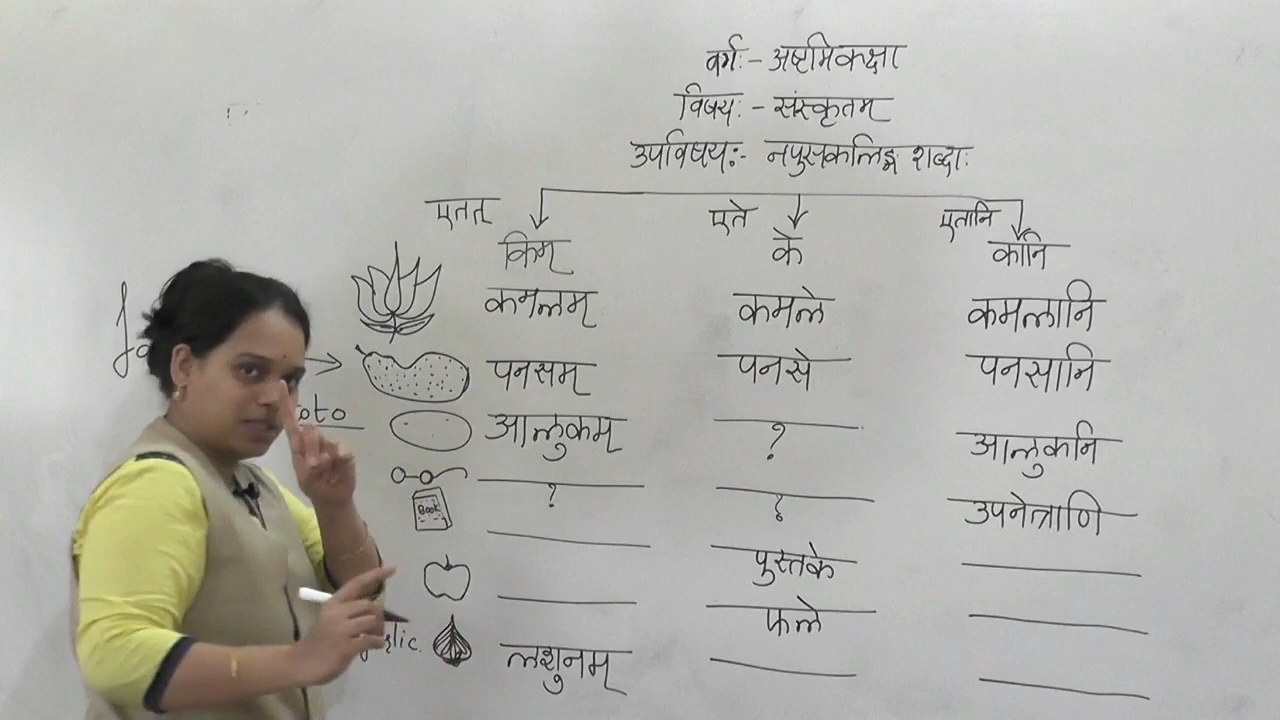 वर्गः - अष्टमिकक्षा
विषयः - संस्कृतम
उपविषयः- नपुसकलिङ्ग शब्दाः
एतत् एते एतानि
किम् के कानि
कमलम् कमले कमलानि
पनसम् पनसे पनसानि
आलुकम् ? आलुकनि
? ? उपनेत्राणि
Book
पुस्तके
फले
लशुनम्